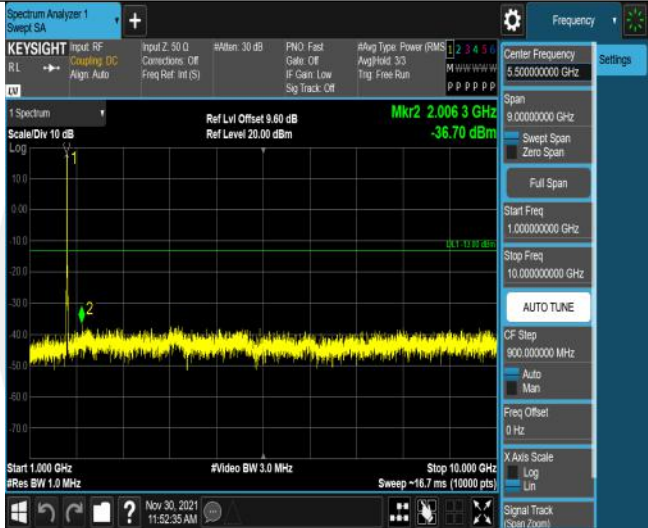 Spectrum Analyzer 1
Swept SA
+
Frequency
KEYSIGHT
Input: RF
Coupling: DC
Align: Auto
Input Z: 50 Ω
Corrections: Off
Freq Ref: Int (S)
#Atten: 30 dB
PNO: Fast
Gate: Off
IF Gain: Low
Sig Track: Off
#Avg Type: Power (RMS
Avg|Hold: 3/3
Trig: Free Run
1 2 3 4 5 6
M W W W W W
P P P P P P
RL
LV
1 Spectrum
Scale/Div 10 dB
Log
Ref Lvl Offset 9.60 dB
Ref Level 20.00 dBm
Mkr2 2.006 3 GHz
-36.70 dBm
10.0
0.00
-10.0
-20.0
-30.0
-40.0
-50.0
-60.0
-70.0
1
2
DL1 -13.00 dBm
Start 1.000 GHz
#Res BW 1.0 MHz
#Video BW 3.0 MHz
Stop 10.000 GHz
Sweep ~16.7 ms (10000 pts)
Center Frequency
5.500000000 GHz
Settings
Span
9.00000000 GHz
Swept Span
Zero Span
Full Span
Start Freq
1.000000000 GHz
Stop Freq
10.000000000 GHz
AUTO TUNE
CF Step
900.000000 MHz
Auto
Man
Freq Offset
0 Hz
X Axis Scale
Log
Lin
Signal Track
(Span Zoom)
?
Nov 30, 2021
11:52:35 AM